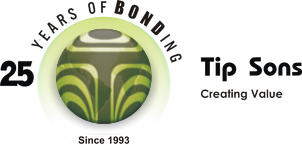 25 YEARS OF BONDING
Tip Sons
Creating Value
Since 1993